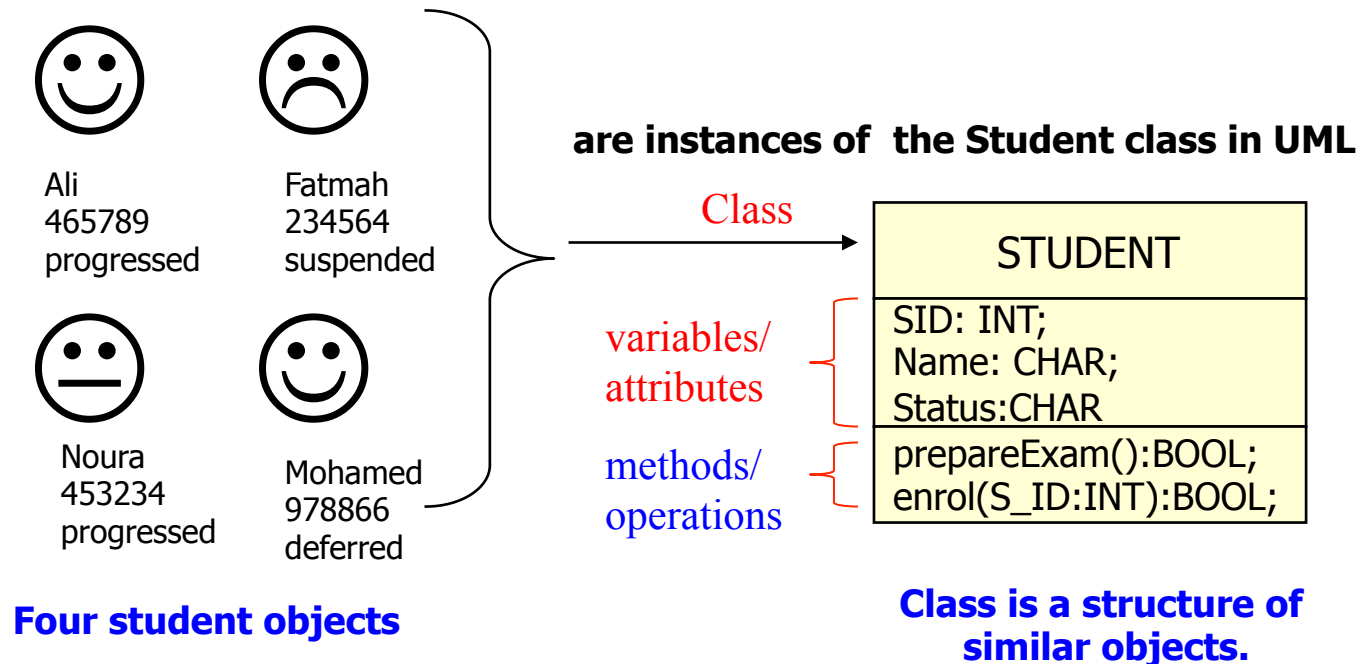 Ali
465789
progressed
Fatmah
234564
suspended
Noura
453234
progressed
Mohamed
978866
deferred
Four student objects
are instances of  the Student class in UML
Class
STUDENT
variables/
attributes
SID: INT;
Name: CHAR;
Status:CHAR
methods/
operations
prepareExam():BOOL;
enrol(S_ID:INT):BOOL;
Class is a structure of
similar objects.